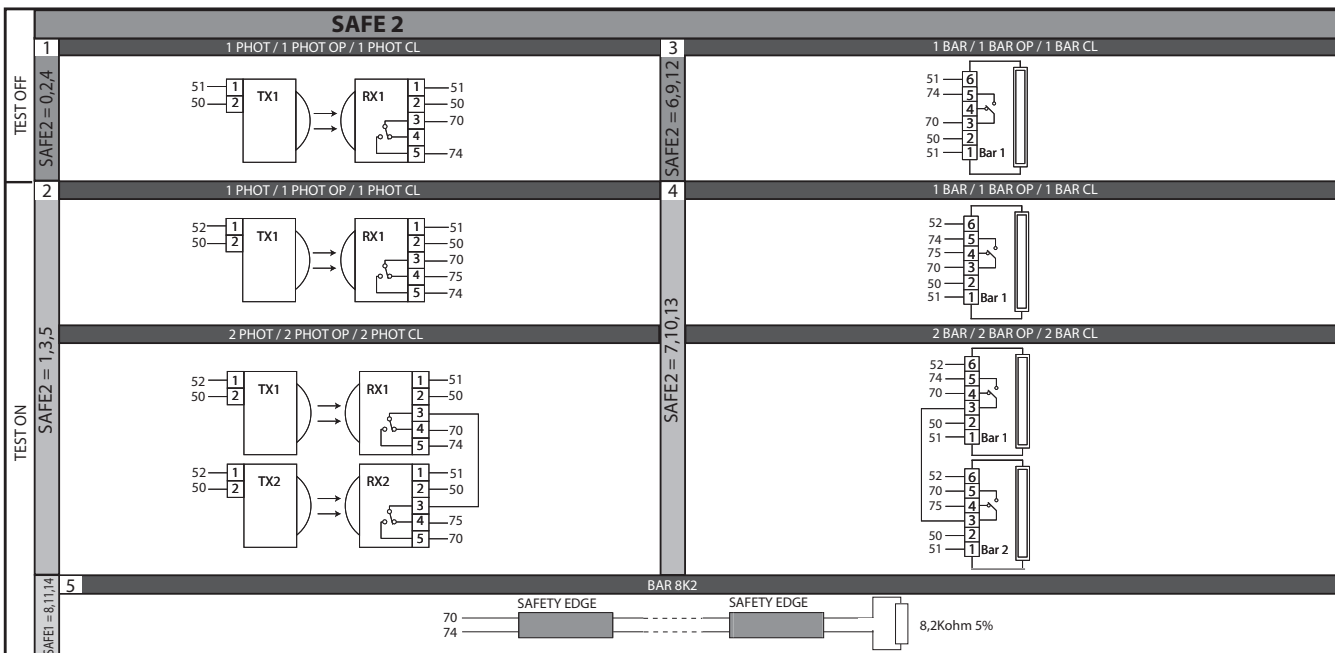 SAFE 2
TEST OFF
SAFE2 = 0,2,4
1
1 PHOT / 1 PHOT OP / 1 PHOT CL
51 1 TX1 RX1 1 51
50 2 2 50
3 70
4
5 74
SAFE2 = 6,9,12
3
1 BAR / 1 BAR OP / 1 BAR CL
51 6
74 5
4
70 3
50 2
51 1 Bar 1
TEST ON
SAFE2 = 1,3,5
2
1 PHOT / 1 PHOT OP / 1 PHOT CL
52 1 TX1 RX1 1 51
50 2 2 50
3 70
4 75
5 74
2 PHOT / 2 PHOT OP / 2 PHOT CL
52 1 TX1 RX1 1 51
50 2 2 50
3
4 70
5 74
52 1 TX2 RX2 1 51
50 2 2 50
3
4 75
5 70
SAFE2 = 7,10,13
4
1 BAR / 1 BAR OP / 1 BAR CL
52 6
74 5
75 4
70 3
50 2
51 1 Bar 1
2 BAR / 2 BAR OP / 2 BAR CL
52 6
74 5
70 4
3
50 2
51 1 Bar 1
52 6
70 5
75 4
3
50 2
51 1 Bar 2
SAFE1 = 8,11,14
5
BAR 8K2
SAFETY EDGE SAFETY EDGE
70
74
8,2Kohm 5%